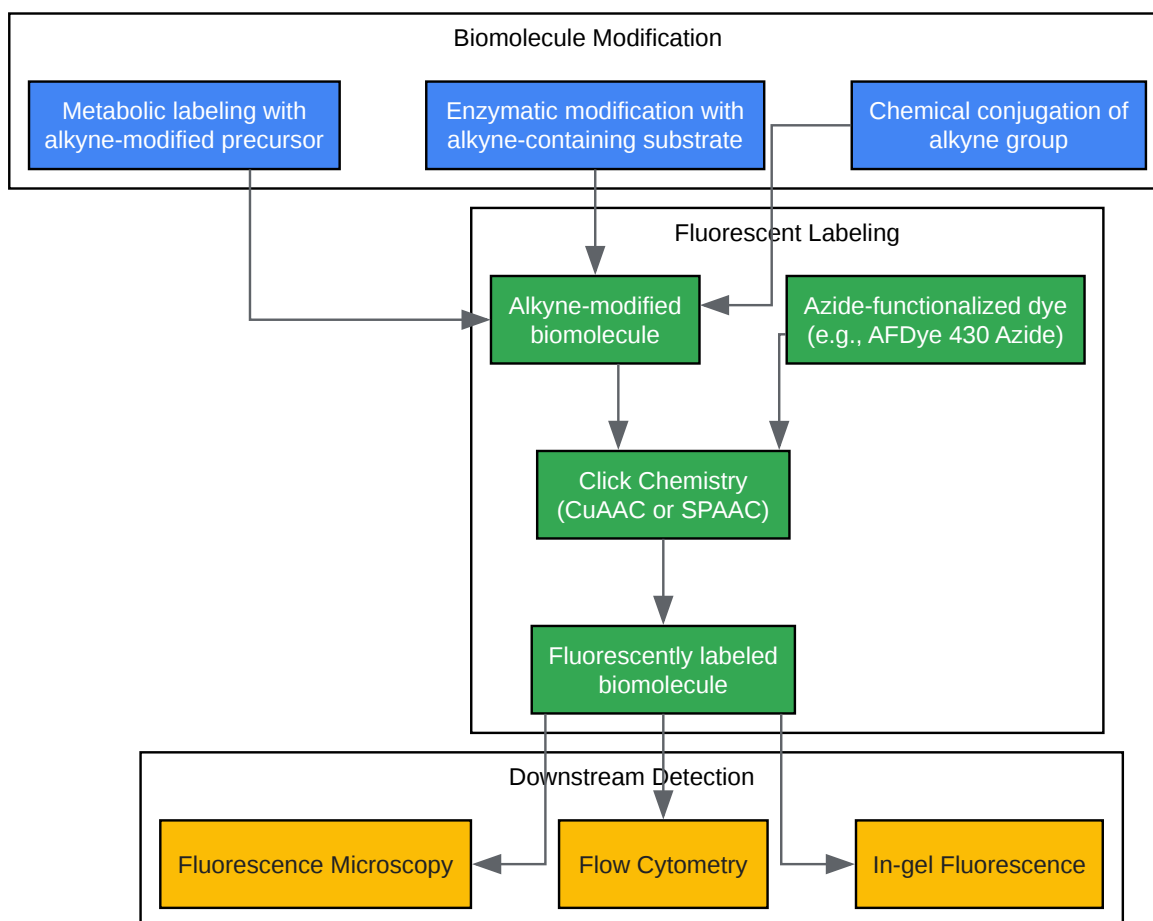 Biomolecule Modification
Metabolic labeling with
alkyne-modified precursor
Enzymatic modification with
alkyne-containing substrate
Chemical conjugation of
alkyne group
Fluorescent Labeling
Alkyne-modified
biomolecule
Azide-functionalized dye
(e.g., AFDye 430 Azide)
Click Chemistry
(CuAAC or SPAAC)
Fluorescently labeled
biomolecule
Downstream Detection
Fluorescence Microscopy
Flow Cytometry
In-gel Fluorescence